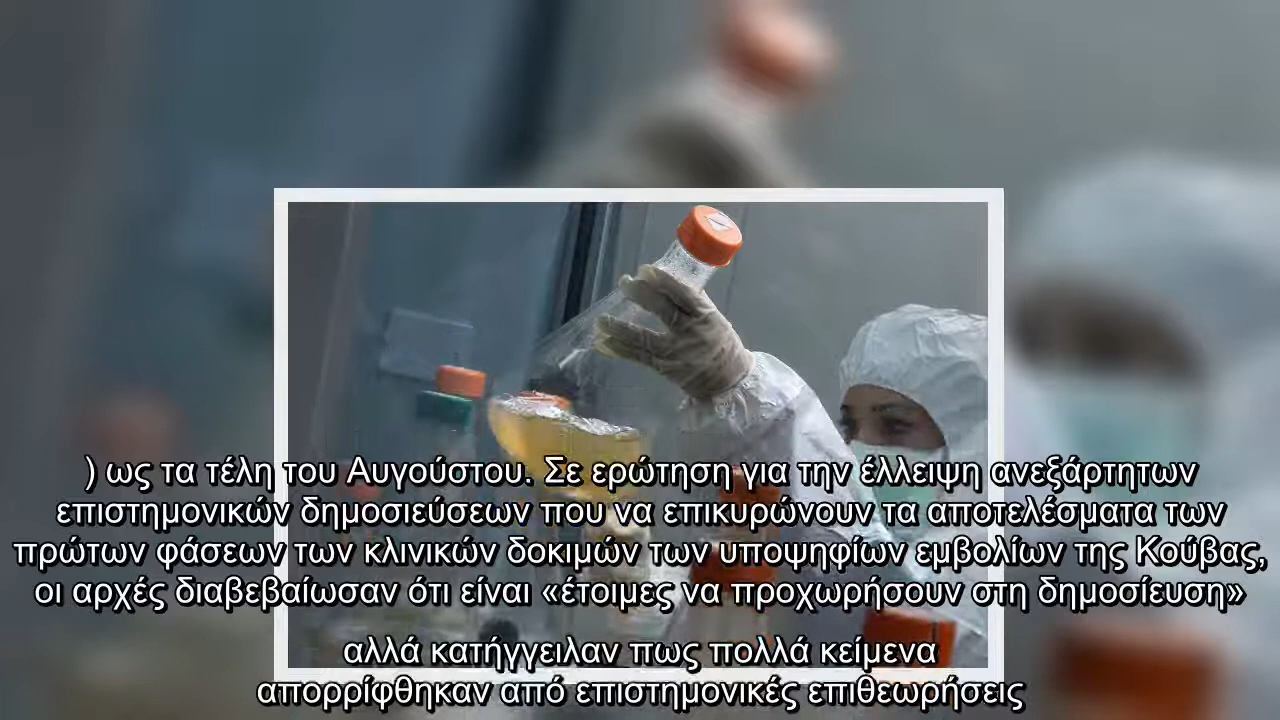 ) ως τα τέλη του Αυγούστου. Σε ερώτηση για την έλλειψη ανεξάρτητων
επιστημονικών δημοσιεύσεων που να επικυρώνουν τα αποτελέσματα των
πρώτων φάσεων των κλινικών δοκιμών των υποψηφίων εμβολίων της Κούβας,
οι αρχές διαβεβαίωσαν ότι είναι «έτοιμες να προχωρήσουν στη δημοσίευση»
αλλά κατήγγειλαν πως πολλά κείμενα
απορρίφθηκαν από επιστημονικές επιθεωρήσεις